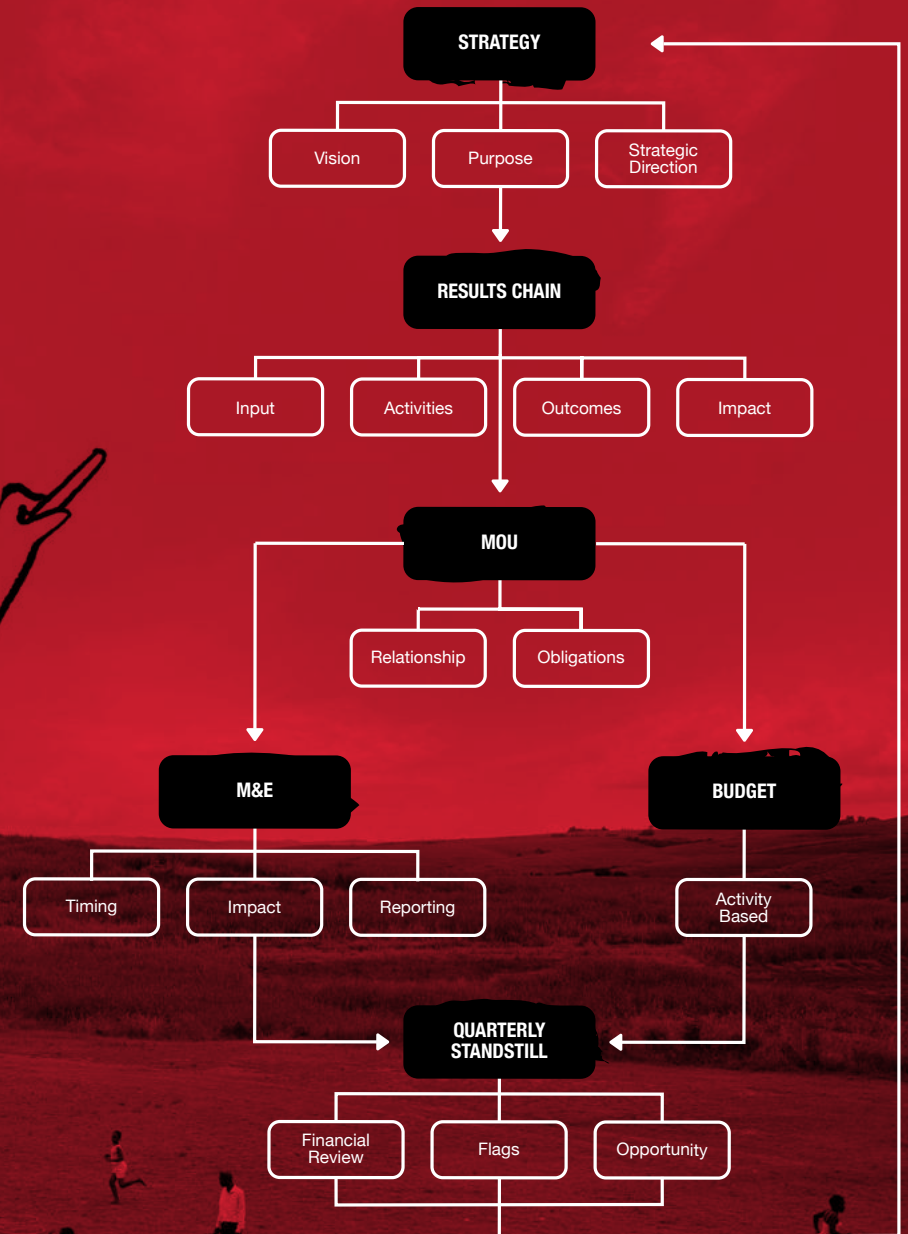 STRATEGY
Vision
Purpose
Strategic
Direction
RESULTS CHAIN
Input
Activities
Outcomes
Impact
MOU
Relationship
Obligations
M&E
BUDGET
Timing
Impact
Reporting
Activity
Based
QUARTERLY
STANDSTILL
Financial
Review
Flags
Opportunity